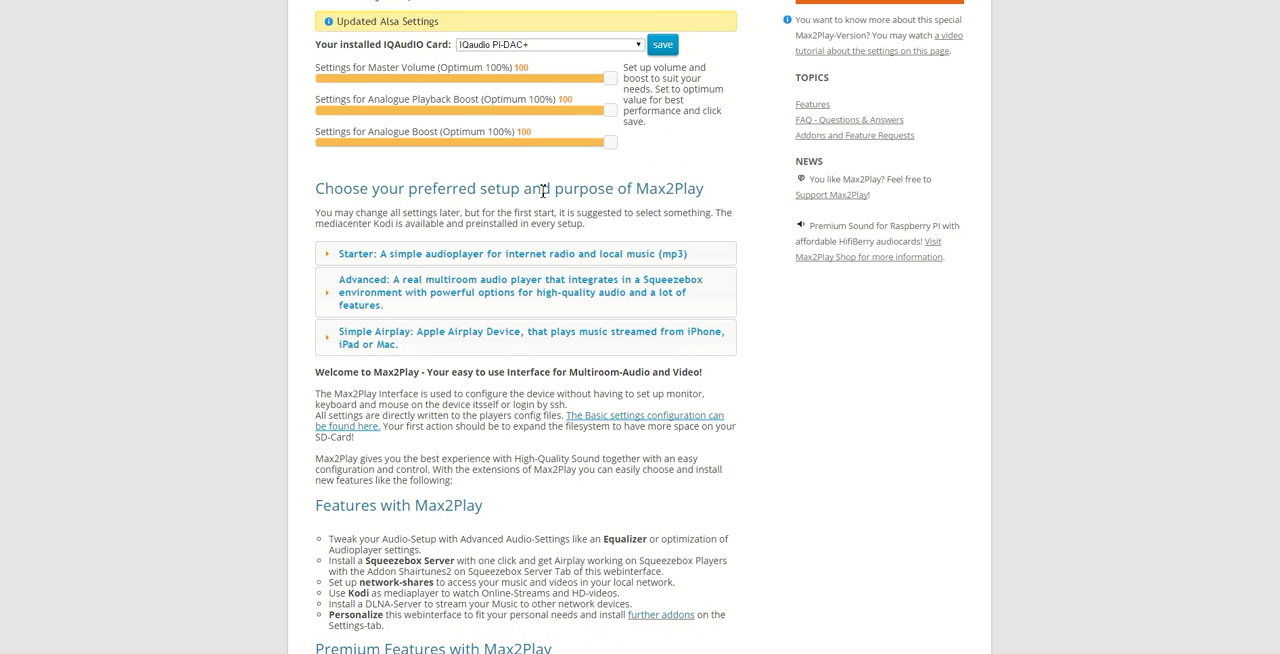 Updated Alsa Settings
Your installed IQAudIO Card: IQaudio Pi-DAC+ save
Settings for Master Volume (Optimum 100%) 100
Settings for Analogue Playback Boost (Optimum 100%) 100
Settings for Analogue Boost (Optimum 100%) 100
Set up volume and
boost to suit your
needs. Set to optimum
value for best
performance and click
save.
Choose your preferred setup and purpose of Max2Play
You may change all settings later, but for the first start, it is suggested to select something. The
mediacenter Kodi is available and preinstalled in every setup.
Starter: A simple audioplayer for internet radio and local music (mp3)
Advanced: A real multiroom audio player that integrates in a Squeezebox
environment with powerful options for high-quality audio and a lot of
features.
Simple Airplay: Apple Airplay Device, that plays music streamed from iPhone,
iPad or Mac.
Welcome to Max2Play - Your easy to use Interface for Multiroom-Audio and Video!
The Max2Play Interface is used to configure the device without having to set up monitor,
keyboard and mouse on the device itsself or login by ssh.
All settings are directly written to the players config files. The Basic settings configuration can
be found here. Your first action should be to expand the filesystem to have more space on your
SD-Card!
Max2Play gives you the best experience with High-Quality Sound together with an easy
configuration and control. With the extensions of Max2Play you can easily choose and install
new features like the following:
Features with Max2Play
Tweak your Audio-Setup with Advanced Audio-Settings like an Equalizer or optimization of
Audioplayer settings.
Install a Squeezebox Server with one click and get Airplay working on Squeezebox Players
with the Addon Shairtunes2 on Squeezebox Server Tab of this webinterface.
Set up network-shares to access your music and videos in your local network.
Use Kodi as mediaplayer to watch Online-Streams and HD-videos.
Install a DLNA-Server to stream your Music to other network devices.
Personalize this webinterface to fit your personal needs and install further addons on the
Settings-tab.
Premium Features with Max2Play
You want to know more about this special
Max2Play-Version? You may watch a video
tutorial about the settings on this page.
TOPICS
Features
FAQ - Questions & Answers
Addons and Feature Requests
NEWS
You like Max2Play? Feel free to
Support Max2Play!
Premium Sound for Raspberry PI with
affordable HifiBerry audiocards! Visit
Max2Play Shop for more information.